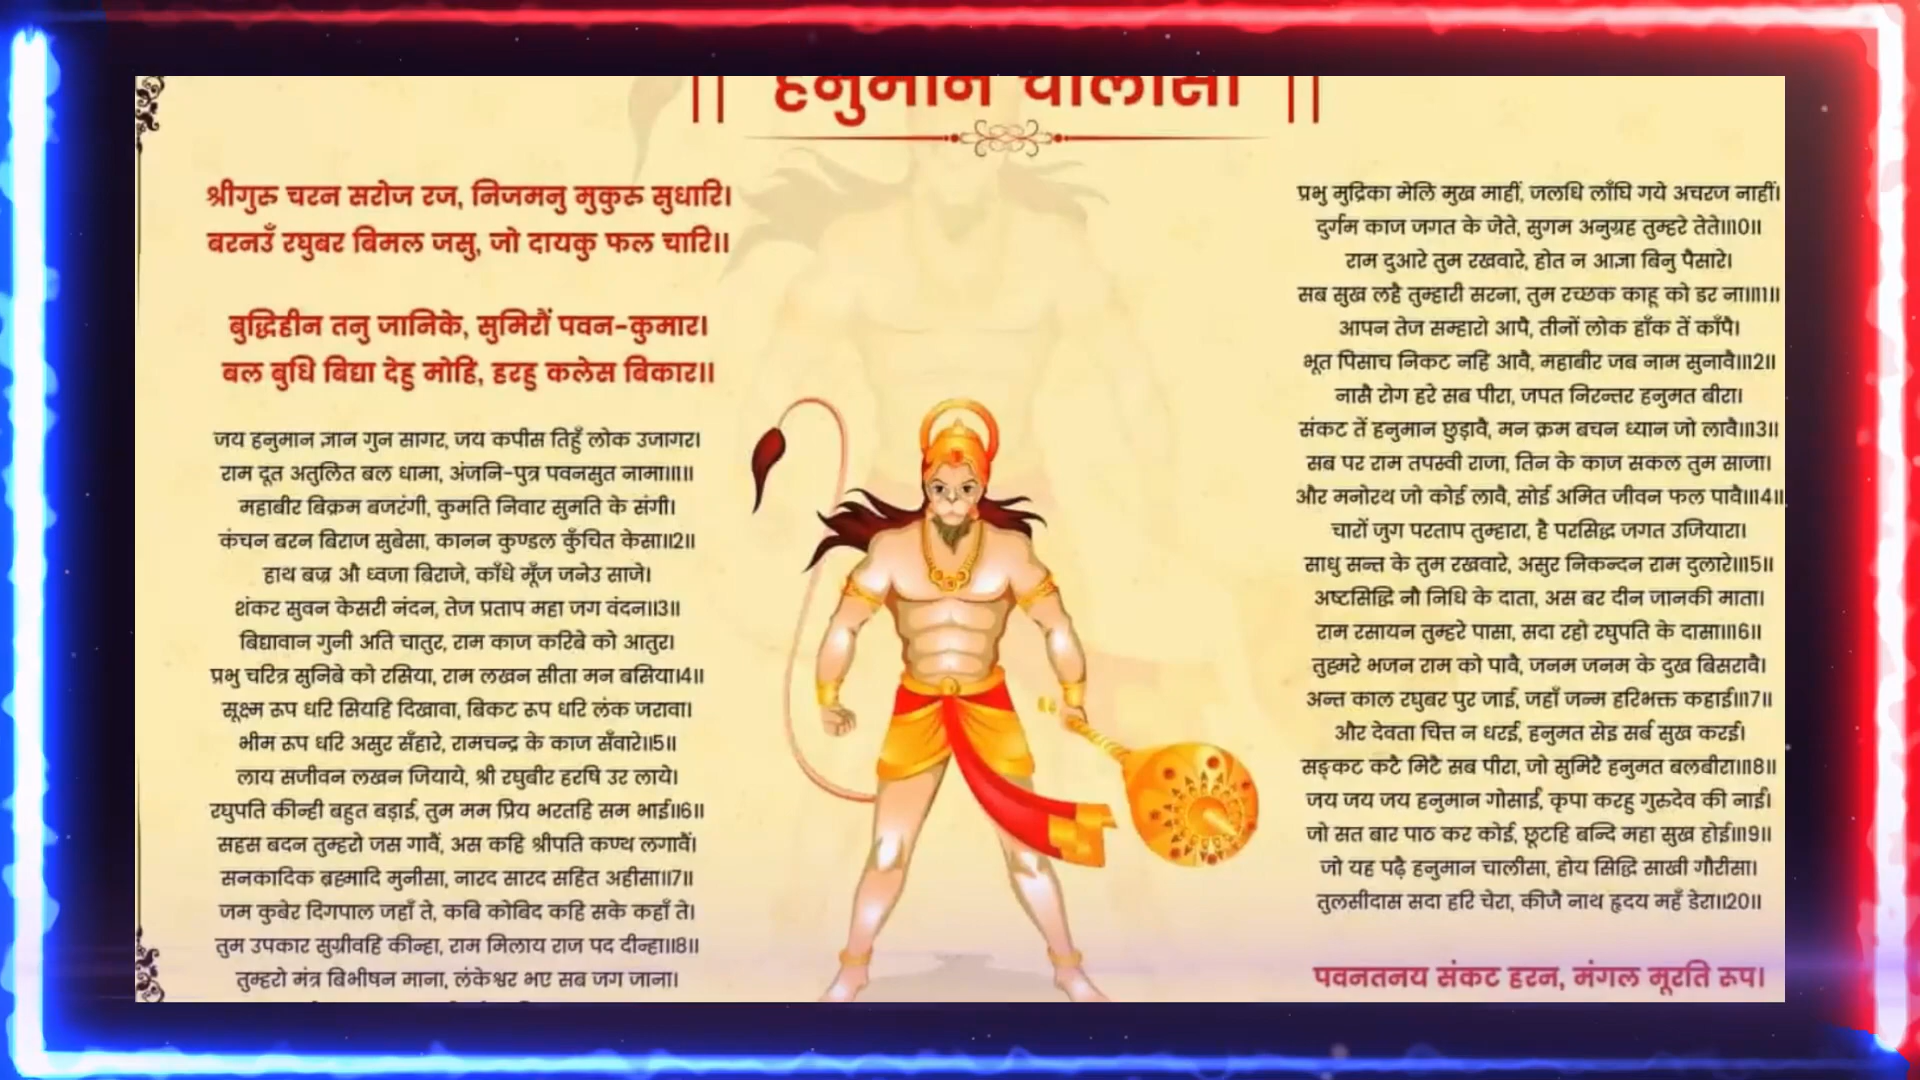 || हनुमान चालीसा ||
श्रीगुरु चरन सरोज रज, निजमनु मुकुरु सुधारि।
बरनउँ रघुबर बिमल जसु, जो दायकु फल चारि॥
बुद्धिहीन तनु जानिके, सुमिरौं पवन-कुमार।
बल बुधि बिद्या देहु मोहि, हरहु कलेस बिकार॥
जय हनुमान ज्ञान गुन सागर, जय कपीस तिहुँ लोक उजागर।
राम दूत अतुलित बल धामा, अंजनि-पुत्र पवनसुत नामा॥1॥
महाबीर बिक्रम बजरंगी, कुमति निवार सुमति के संगी।
कंचन बरन बिराज सुबेसा, कानन कुण्डल कुँचित केसा॥2॥
हाथ बज्र औ ध्वजा बिराजे, काँधे मूँज जनेउ साजे।
शंकर सुवन केसरी नंदन, तेज प्रताप महा जग वंदन॥3॥
बिद्यावान गुनी अति चातुर, राम काज करिबे को आतुर।
प्रभु चरित्र सुनिबे को रसिया, राम लखन सीता मन बसिया।4॥
सूक्ष्म रूप धरि सियहि दिखावा, बिकट रूप धरि लंक जरावा।
भीम रूप धरि असुर सँहारे, रामचन्द्र के काज सँवारे॥5॥
लाय सजीवन लखन जियाये, श्री रघुबीर हरषि उर लाये।
रघुपति कीन्ही बहुत बड़ाई, तुम मम प्रिय भरतहि सम भाई॥6॥
सहस बदन तुम्हरो जस गावैं, अस कहि श्रीपति कण्थ लगावैं।
सनकादिक ब्रह्मादि मुनीसा, नारद सारद सहित अहीसा॥7॥
जम कुबेर दिगपाल जहाँ ते, कबि कोबिद कहि सके कहाँ ते।
तुम उपकार सुग्रीवहि कीन्हा, राम मिलाय राज पद दीन्हा॥8॥
तुम्हरो मंत्र बिभीषन माना, लंकेश्वर भए सब जग जाना।
प्रभु मुद्रिका मेलि मुख माहीं, जलधि लाँघि गये अचरज नाहीं।
दुर्गम काज जगत के जेते, सुगम अनुग्रह तुम्हरे तेते॥10॥
राम दुआरे तुम रखवारे, होत न आज्ञा बिनु पैसारे।
सब सुख लहै तुम्हारी सरना, तुम रच्छक काहू को डर ना॥11॥
आपन तेज सम्हारो आपै, तीनों लोक हाँक तें काँपै।
भूत पिसाच निकट नहि आवै, महाबीर जब नाम सुनावै॥12॥
नासै रोग हरे सब पीरा, जपत निरन्तर हनुमत बीरा।
संकट तें हनुमान छुड़ावै, मन क्रम बचन ध्यान जो लावै॥13॥
सब पर राम तपस्वी राजा, तिन के काज सकल तुम साजा।
और मनोरथ जो कोई लावै, सोई अमित जीवन फल पावै॥14॥
चारों जुग परताप तुम्हारा, है परसिद्ध जगत उजियारा।
साधु सन्त के तुम रखवारे, असुर निकन्दन राम दुलारे॥15॥
अष्टसिद्धि नौ निधि के दाता, अस बर दीन जानकी माता।
राम रसायन तुम्हरे पासा, सदा रहो रघुपति के दासा॥16॥
तुह्मरे भजन राम को पावै, जनम जनम के दुख बिसरावै।
अन्त काल रघुबर पुर जाई, जहाँ जन्म हरिभक्त कहाई॥17॥
और देवता चित्त न धरई, हनुमत सेइ सर्ब सुख करई।
सङ्कट कटै मिटै सब पीरा, जो सुमिरै हनुमत बलबीरा॥18॥
जय जय जय हनुमान गोसाईं, कृपा करहु गुरुदेव की नाईं।
जो सत बार पाठ कर कोई, छूटहि बन्दि महा सुख होई॥19॥
जो यह पढ़ै हनुमान चालीसा, होय सिद्धि साखी गौरीसा।
तुलसीदास सदा हरि चेरा, कीजै नाथ हृदय महँ डेरा॥20॥
पवनतनय संकट हरन, मंगल मूरति रूप।